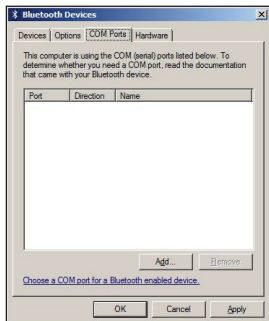 Bluetooth Devices
Devices Options COM Ports Hardware
This computer is using the COM (serial) ports listed below. To
determine whether you need a COM port, read the documentation
that came with your Bluetooth device.
Port Direction Name
Add... Remove
Choose a COM port for a Bluetooth enabled device.
OK Cancel Apply